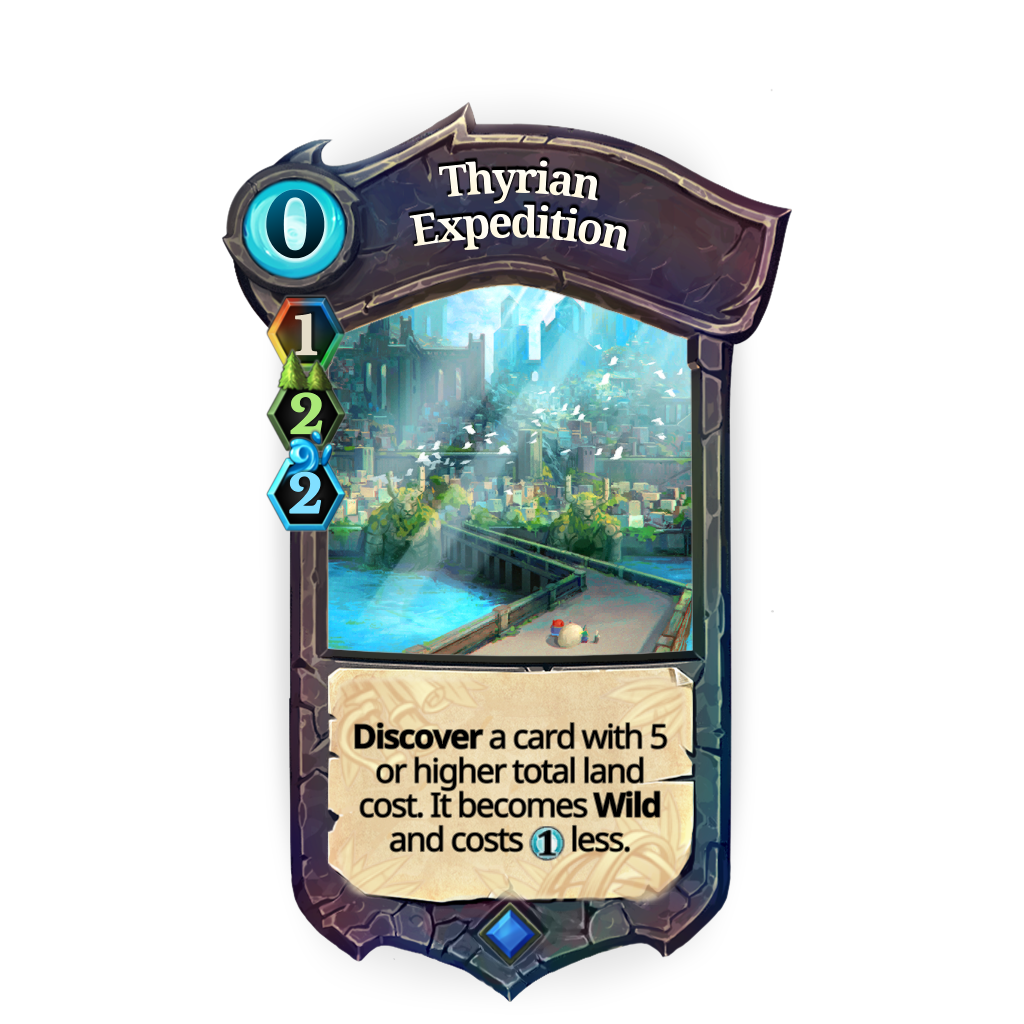 Thyrian
Expedition
0
1
2
2
Discover a card with 5
or higher total land
cost. It becomes Wild
and costs 1 less.